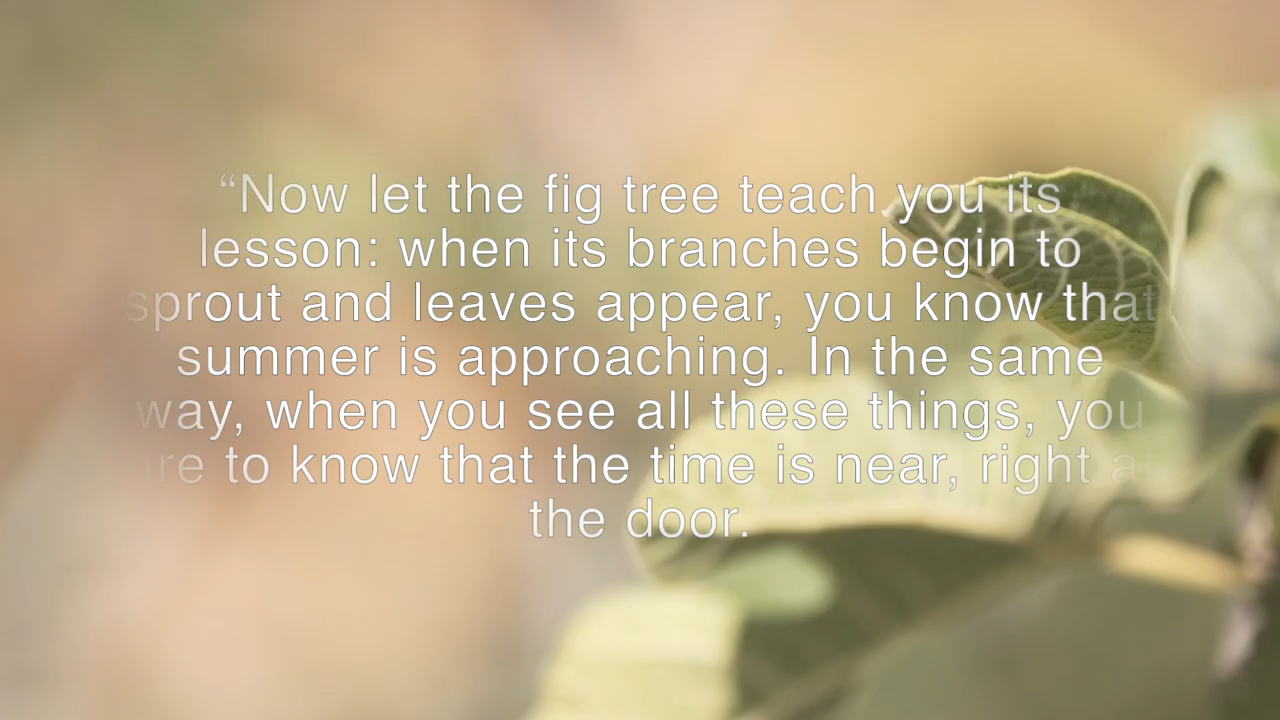 “Now let the fig tree teach you its
lesson: when its branches begin to
sprout and leaves appear, you know that
summer is approaching. In the same
way, when you see all these things, you
are to know that the time is near, right at
the door.